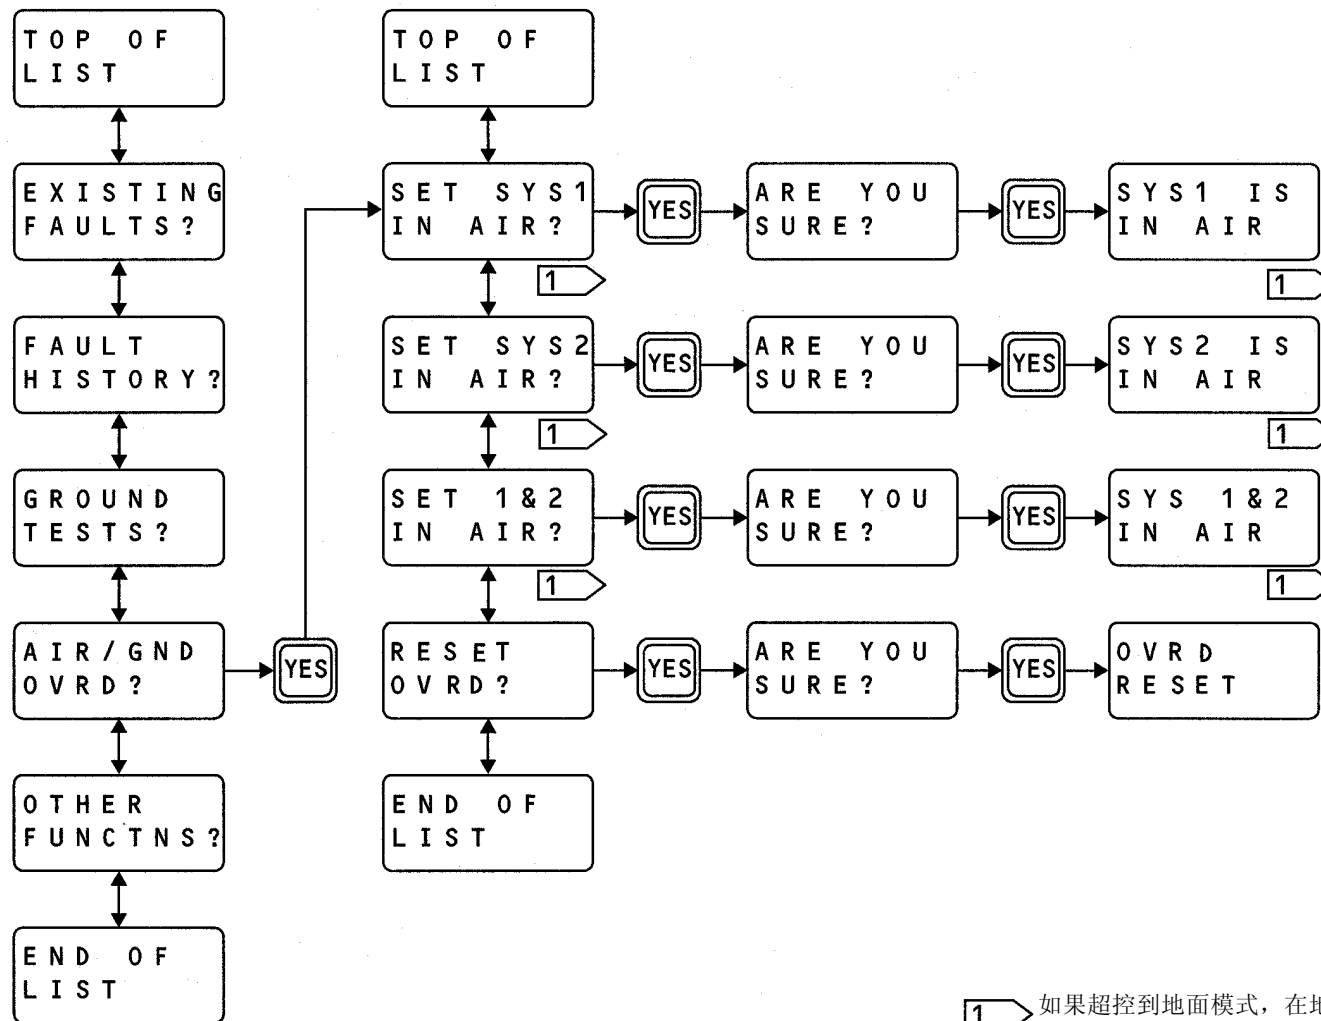 TOP OF
LIST
EXISTING
FAULTS?
FAULT
HISTORY?
GROUND
TESTS?
AIR/GND
OVRD?
YES
OTHER
FUNCTNS?
END OF
LIST
TOP OF
LIST
SET SYS1
IN AIR?
1
YES
ARE YOU
SURE?
YES
SYS1 IS
IN AIR
1
SET SYS2
IN AIR?
1
YES
ARE YOU
SURE?
YES
SYS2 IS
IN AIR
1
SET 1&2
IN AIR?
1
YES
ARE YOU
SURE?
YES
SYS 1&2
IN AIR
1
RESET
OVRD?
YES
ARE YOU
SURE?
YES
OVRD
RESET
END OF
LIST
1 如果超控到地面模式，在地